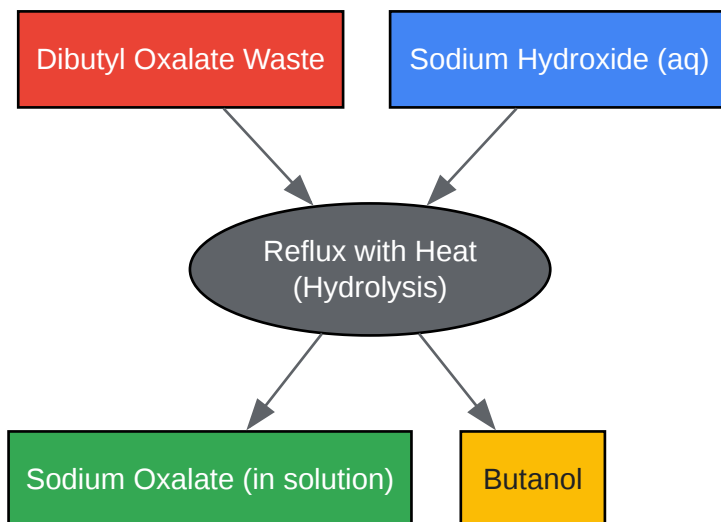 Dibutyl Oxalate Waste
Sodium Hydroxide (aq)
Reflux with Heat
(Hydrolysis)
Sodium Oxalate (in solution)
Butanol